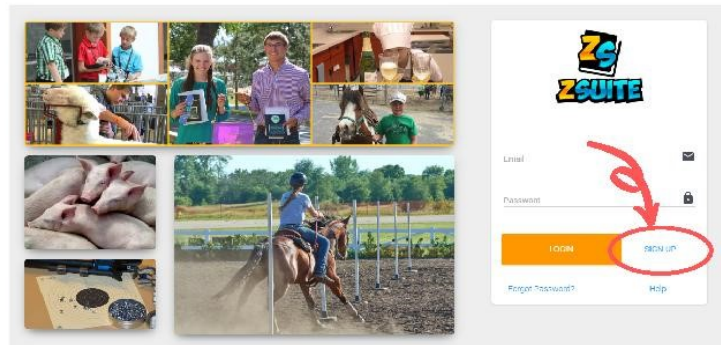 ZS
ZSUITE
Email
Password
LOGIN
SIGN UP
Forgot Password?
Help